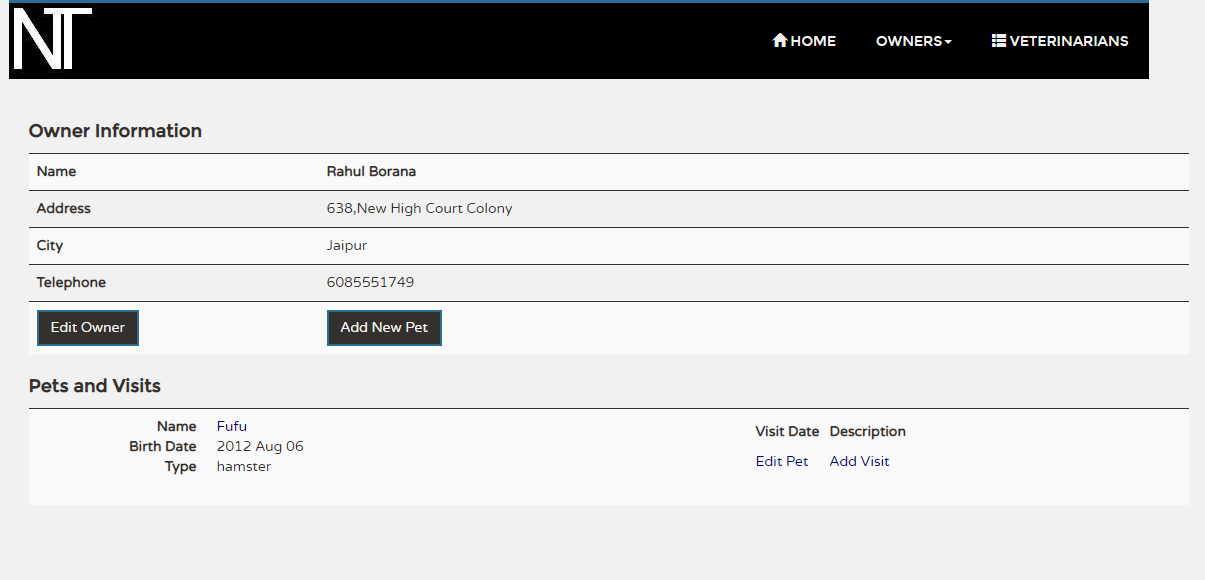 NT
HOME OWNERS VETERINARIANS
Owner Information
Name Rahul Borana
Address 638,New High Court Colony
City Jaipur
Telephone 6085551749
Edit Owner Add New Pet
Pets and Visits
Name Fufu
Birth Date 2012 Aug 06
Type hamster
Visit Date Description
Edit Pet Add Visit